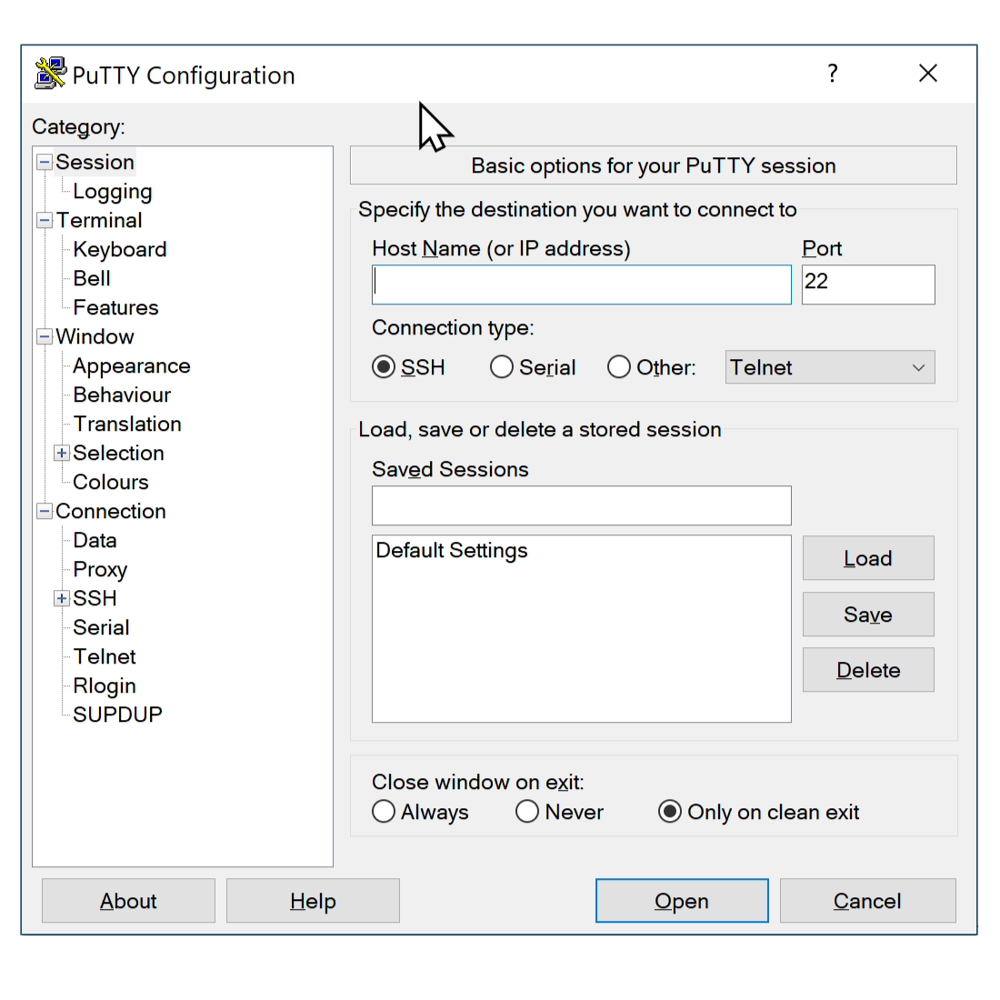 PuTTY Configuration
?
Category:
Session
Logging
Terminal
Keyboard
Bell
Features
Window
Appearance
Behaviour
Translation
Selection
Colours
Connection
Data
Proxy
SSH
Serial
Telnet
Rlogin
SUPDUP
Basic options for your PuTTY session
Specify the destination you want to connect to
Host Name (or IP address) Port
22
Connection type:
SSH Serial Other: Telnet
Load, save or delete a stored session
Saved Sessions
Default Settings
Load
Save
Delete
Close window on exit:
Always Never Only on clean exit
About Help Open Cancel